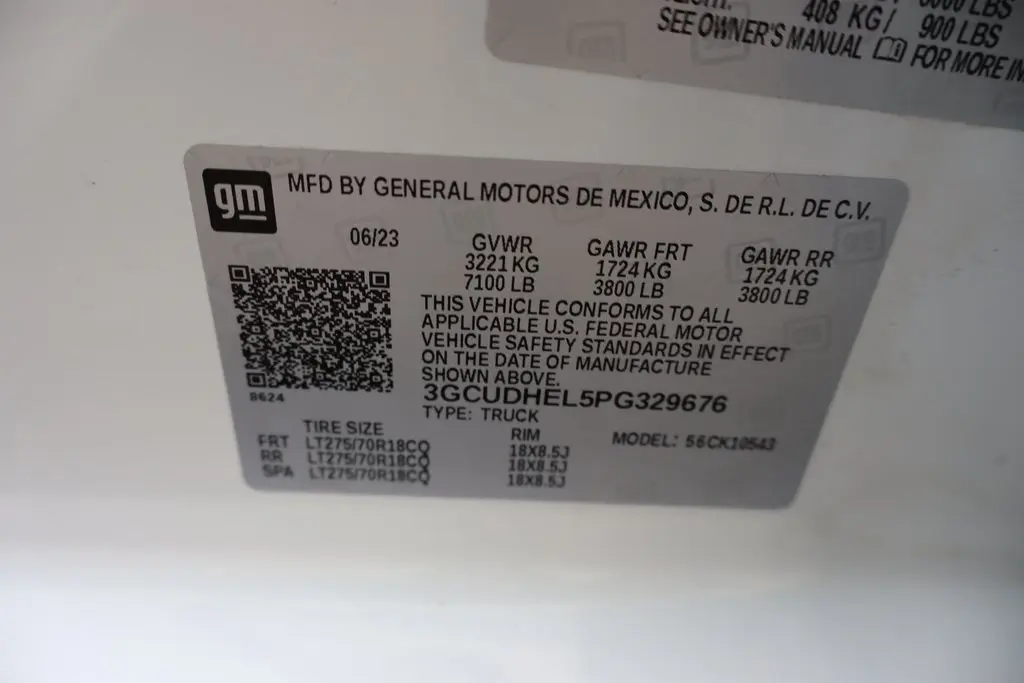 408 KG/ 900 LBS
SEE OWNER'S MANUAL FOR MORE
gm
MFD BY GENERAL MOTORS DE MEXICO, S. DE R.L. DE C.V.
06/23
GVWR GAWR FRT GAWR RR
3221 KG 1724 KG 1724 KG
7100 LB 3800 LB 3800 LB
THIS VEHICLE CONFORMS TO ALL
APPLICABLE U.S. FEDERAL MOTOR
VEHICLE SAFETY STANDARDS IN EFFECT
ON THE DATE OF MANUFACTURE
SHOWN ABOVE.
8624
3GCUDHEL5PG329676
TYPE: TRUCK
TIRE SIZE RIM MODEL: 56CK10543
FRT LT275/70R18CQ 18X8.5J
RR LT275/70R18CQ 18X8.5J
SPA LT275/70R18CQ 18X8.5J